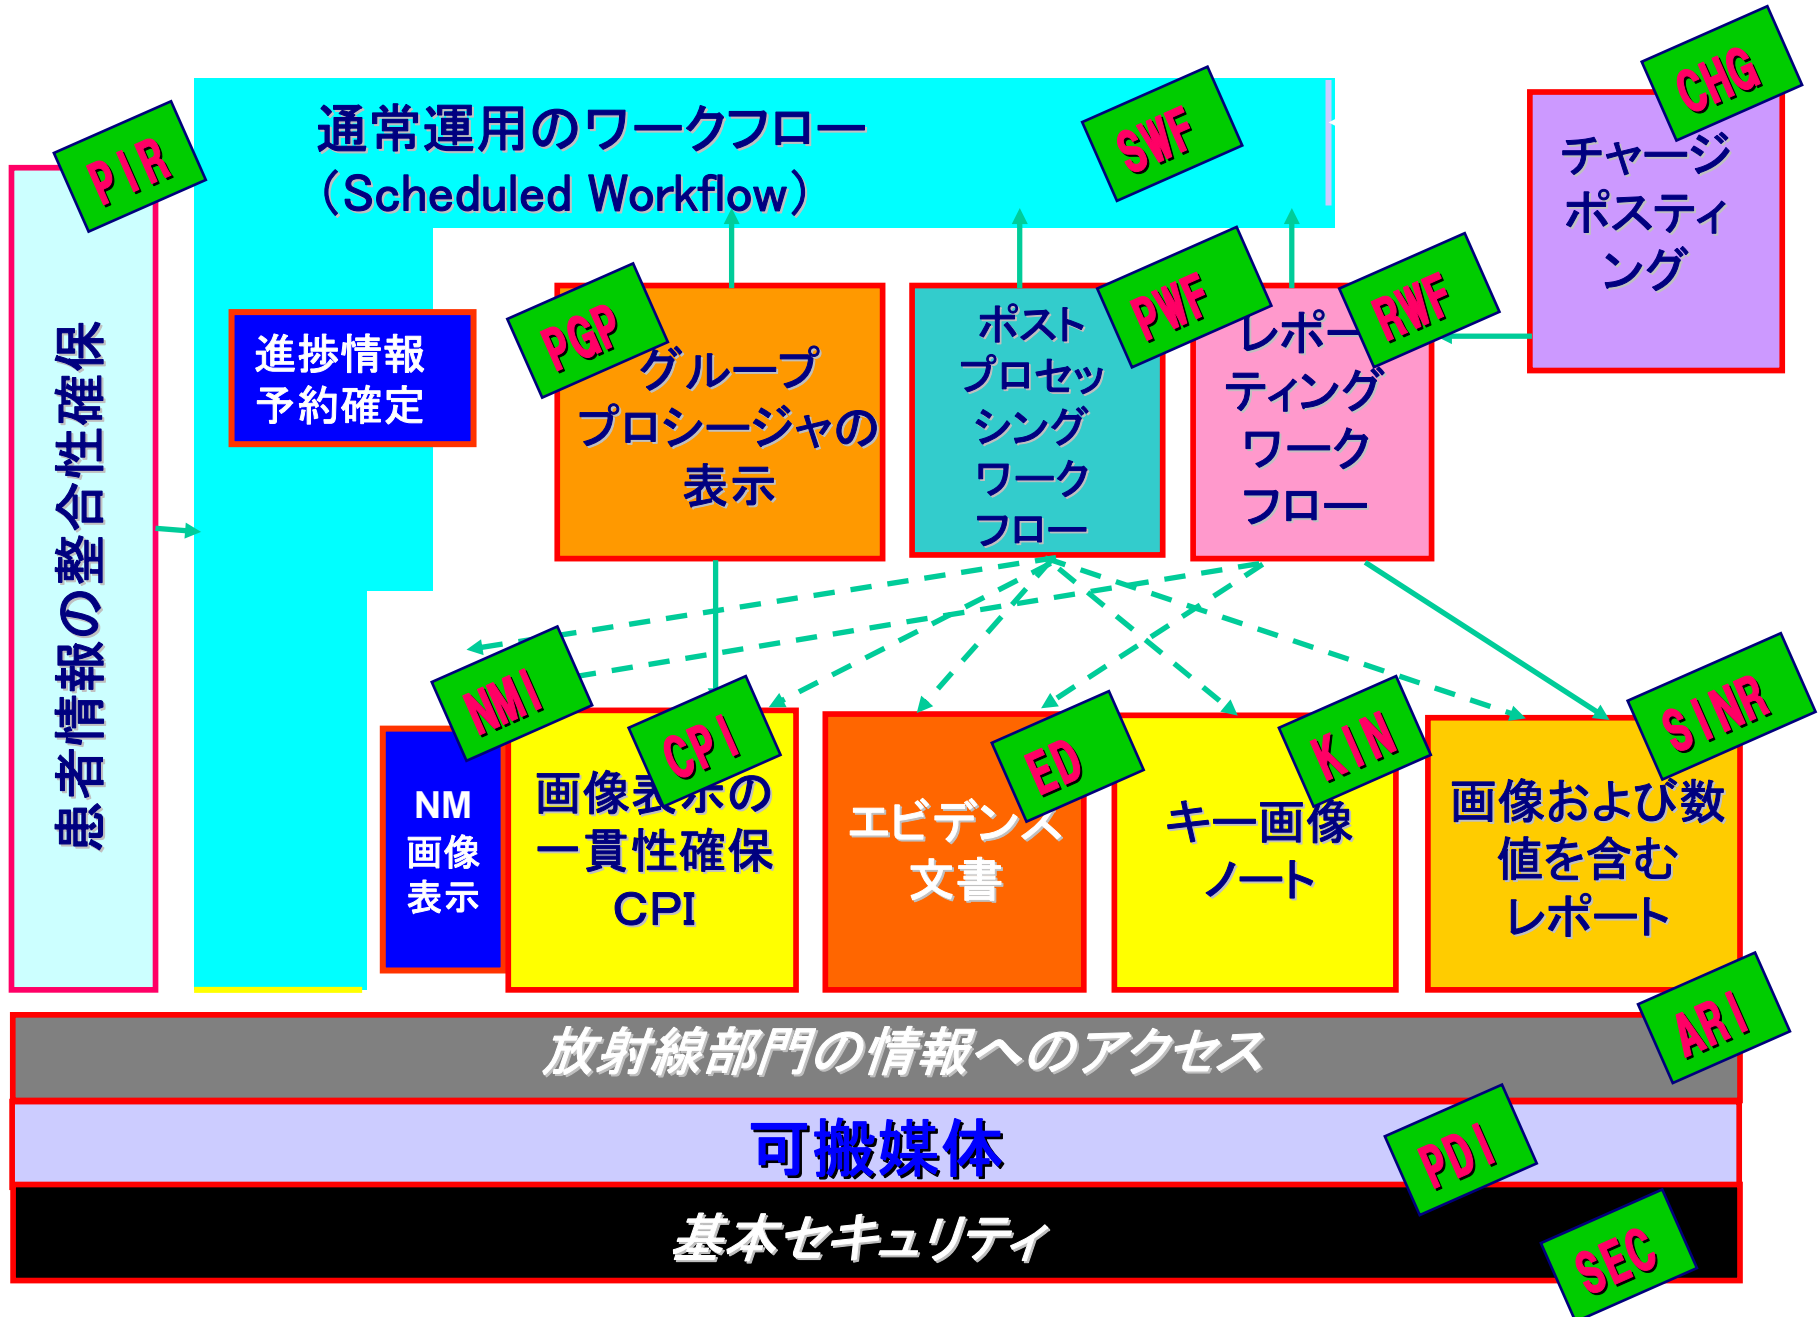 CHG
SWF
通常運用のワークフロー
（Scheduled Workflow）
PIR
チャージ
ポスティ
ング
患者情報の整合性確保
進捗情報
予約確定
PGP
グループ
プロシージャの
表示
PWF
ポスト
プロセッ
シング
ワーク
フロー
RWF
レポー
ティング
ワーク
フロー
NMI
NM
画像
表示
CPI
画像表示の
一貫性確保
CPI
ED
エビデンス
文書
KIN
キー画像
ノート
SINR
画像および数
値を含む
レポート
ARI
放射線部門の情報へのアクセス
PDI
可搬媒体
SEC
基本セキュリティ